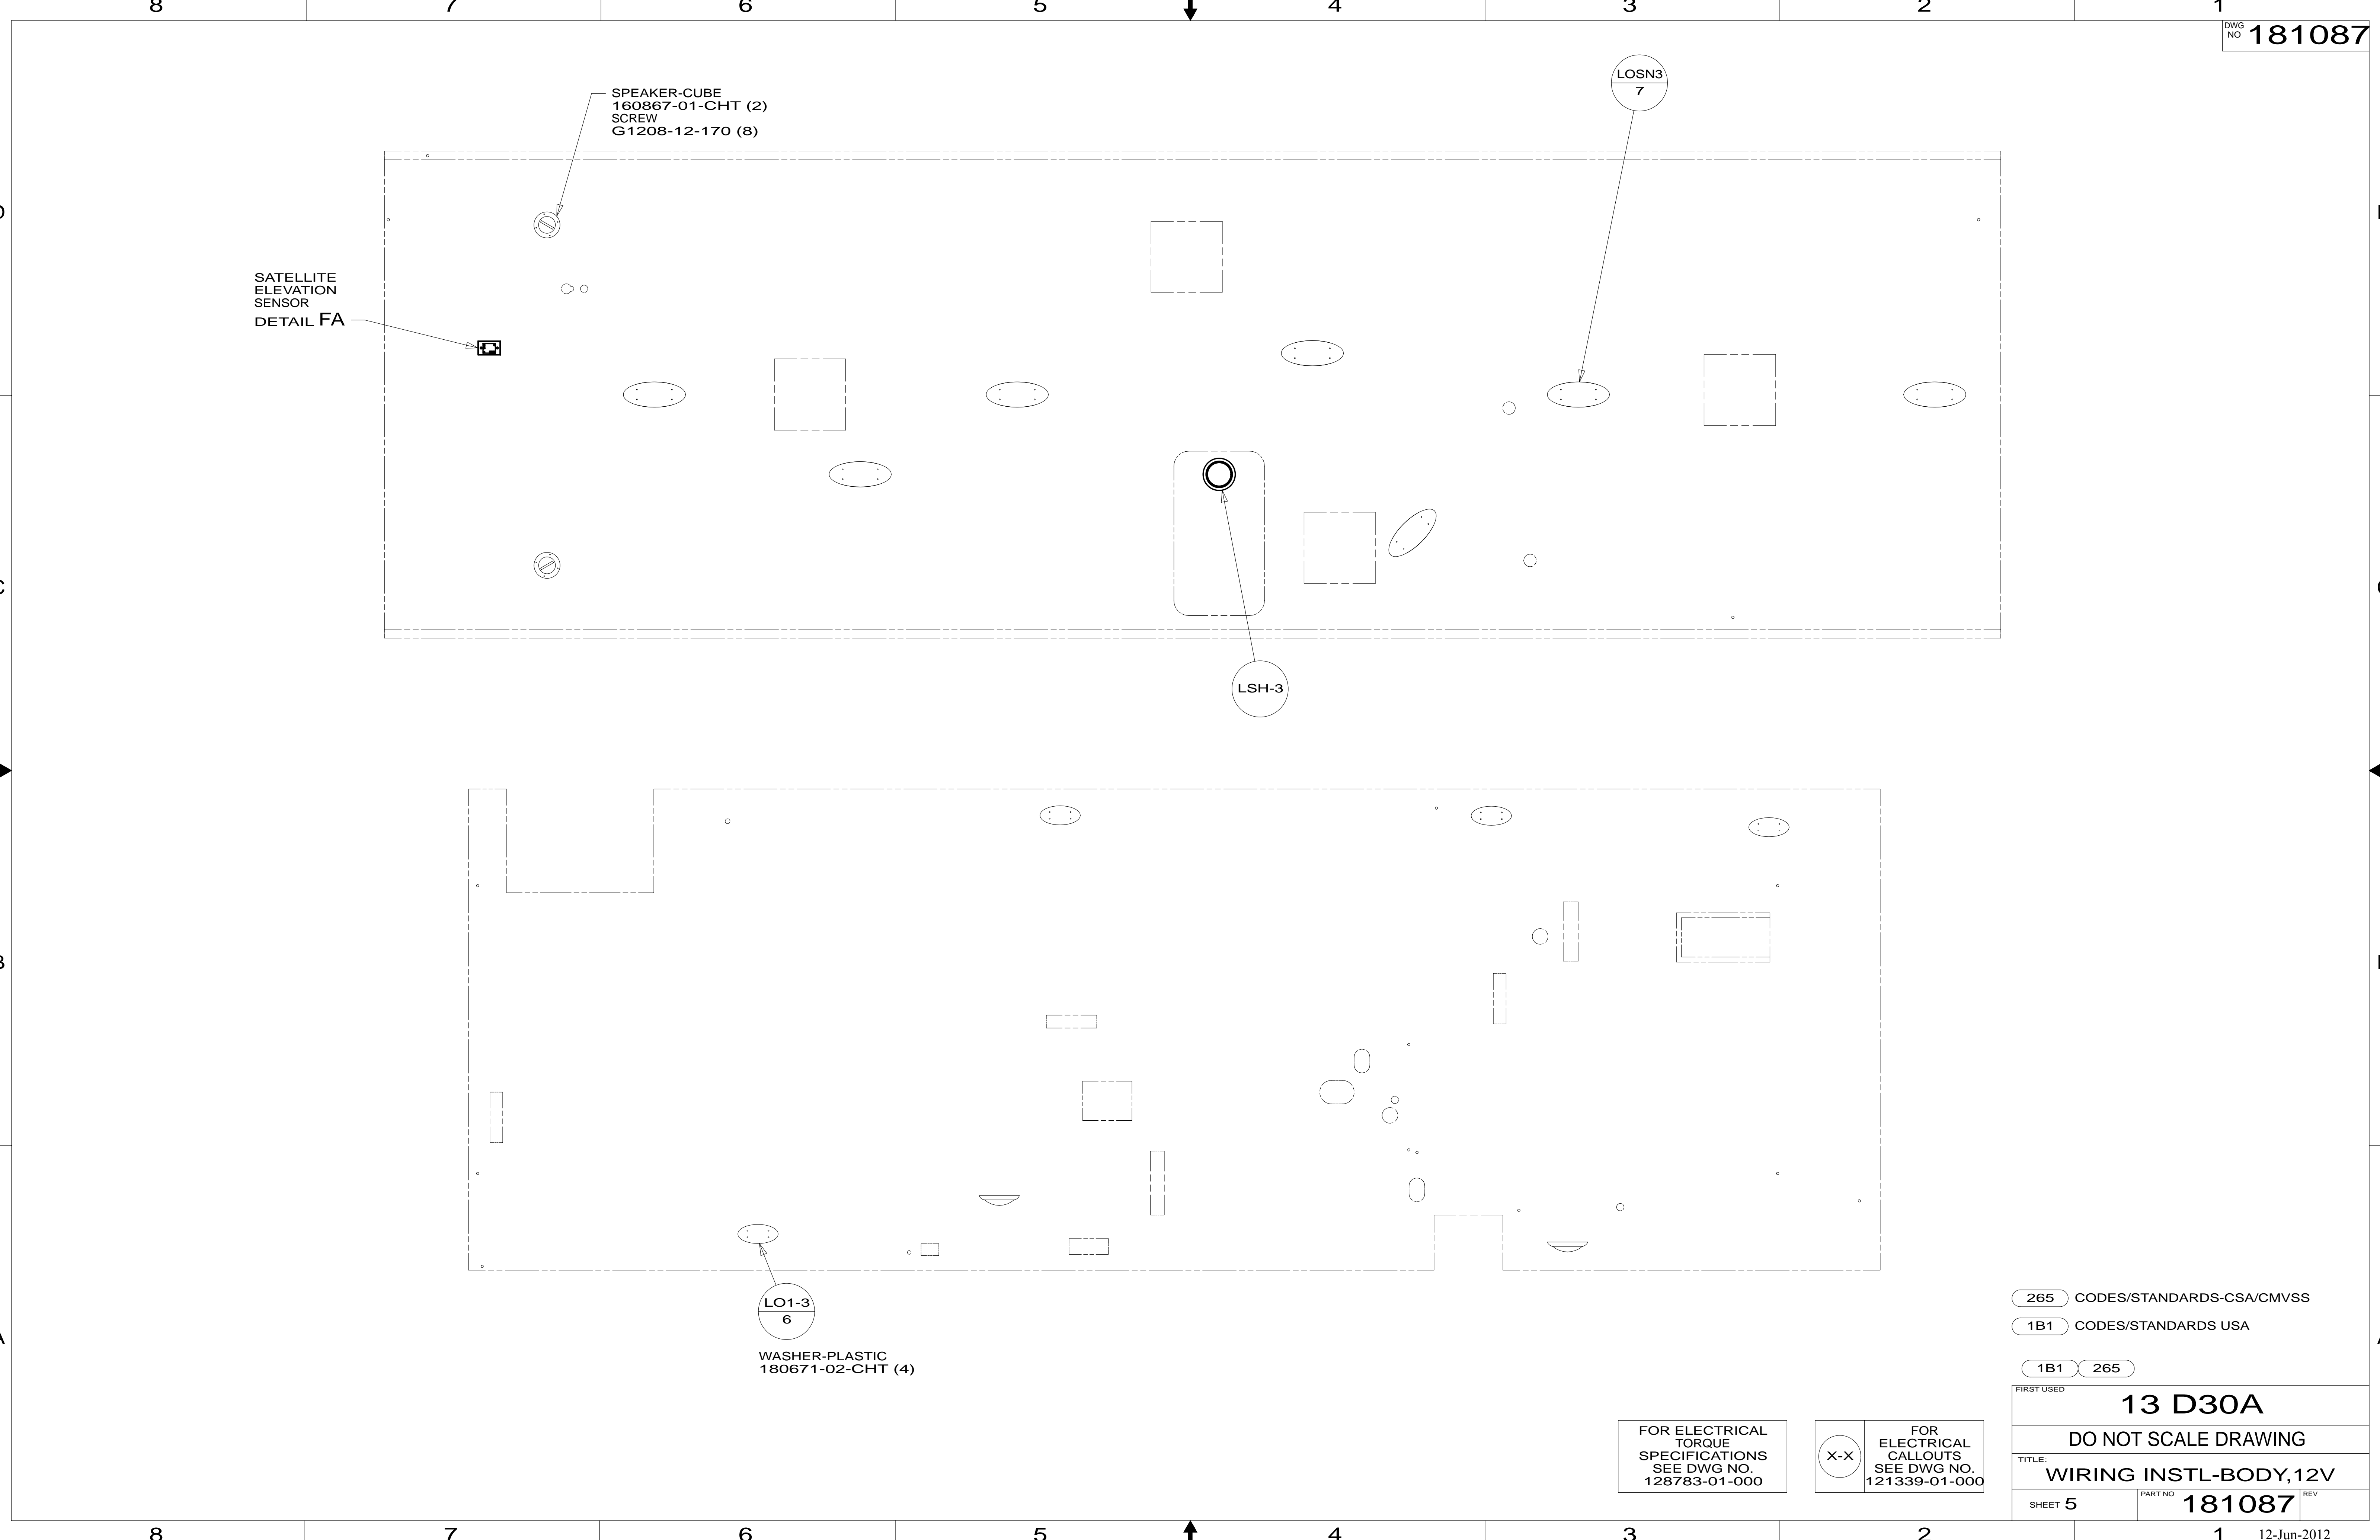 8 7 6 5 4 3 2 1
DWG
NO 181087
SPEAKER-CUBE
160867-01-CHT (2)
SCREW
G1208-12-170 (8)
LOSN3
7
SATELLITE
ELEVATION
SENSOR
DETAIL FA
LSH-3
C
LO1-3
6
WASHER-PLASTIC
180671-02-CHT (4)
265 CODES/STANDARDS-CSA/CMVSS
1B1 CODES/STANDARDS USA
1B1 265
FIRST USED
13 D30A
DO NOT SCALE DRAWING
TITLE:
WIRING INSTL-BODY,12V
SHEET 5
PART NO 181087
REV
FOR ELECTRICAL
TORQUE
SPECIFICATIONS
SEE DWG NO.
128783-01-000
X-X
FOR
ELECTRICAL
CALLOUTS
SEE DWG NO.
121339-01-000
8 7 6 5 4 3 2 1
12-Jun-2012